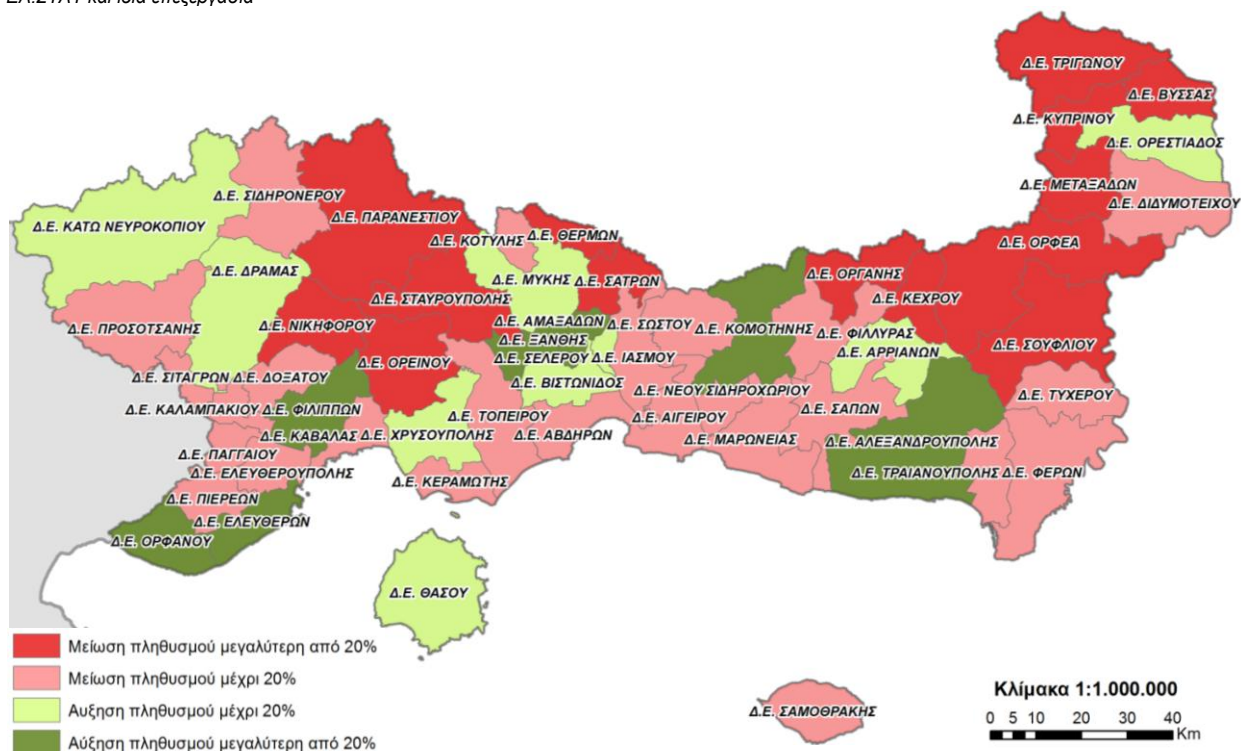 ΕΛ.ΣΤΑΤ και ίδια επεξεργασία
Δ.Ε. ΤΡΙΓΩΝΟΥ
Δ.Ε. ΒΥΣΣΑΣ
Δ.Ε. ΚΥΠΡΙΝΟΥ
Δ.Ε. ΟΡΕΣΤΙΑΔΟΣ
Δ.Ε. ΜΕΤΑΞΑΔΩΝ
Δ.Ε. ΔΙΔΥΜΟΤΕΙΧΟΥ
Δ.Ε. ΣΙΔΗΡΟΝΕΡΟΥ
Δ.Ε. ΠΑΡΑΝΕΣΤΙΟΥ
Δ.Ε. ΚΑΤΩ ΝΕΥΡΟΚΟΠΙΟΥ
Δ.Ε. ΘΕΡΜΩΝ
Δ.Ε. ΚΟΤΥΛΗΣ
Δ.Ε. ΟΡΦΕΑ
Δ.Ε. ΔΡΑΜΑΣ
Δ.Ε. ΜΥΚΗΣ
Δ.Ε. ΣΑΤΡΩΝ
Δ.Ε. ΟΡΓΑΝΗΣ
Δ.Ε. ΚΕΧΡΟΥ
Δ.Ε. ΣΤΑΥΡΟΥΠΟΛΗΣ
Δ.Ε. ΠΡΟΣΟΤΣΑΝΗΣ
Δ.Ε. ΝΙΚΗΦΟΡΟΥ
Δ.Ε. ΑΜΑΞΑΔΩΝ
Δ.Ε. ΣΩΣΤΟΥ
Δ.Ε. ΚΟΜΟΤΗΝΗΣ
Δ.Ε. ΦΙΛΛΥΡΑΣ
Δ.Ε. ΞΑΝΘΗΣ
Δ.Ε. ΣΟΥΦΛΙΟΥ
Δ.Ε. ΟΡΕΙΝΟΥ
Δ.Ε. ΣΕΛΕΡΟΥ
Δ.Ε. ΙΑΣΜΟΥ
Δ.Ε. ΑΡΡΙΑΝΩΝ
Δ.Ε. ΣΙΤΑΓΡΩΝ
Δ.Ε. ΔΟΞΑΤΟΥ
Δ.Ε. ΒΙΣΤΩΝΙΔΟΣ
Δ.Ε. ΝΕΟΥ ΣΙΔΗΡΟΧΩΡΙΟΥ
Δ.Ε. ΤΥΧΕΡΟΥ
Δ.Ε. ΚΑΛΑΜΠΑΚΙΟΥ
Δ.Ε. ΦΙΛΙΠΠΩΝ
Δ.Ε. ΤΟΠΕΙΡΟΥ
Δ.Ε. ΑΙΓΕΙΡΟΥ
Δ.Ε. ΣΑΠΩΝ
Δ.Ε. ΚΑΒΑΛΑΣ
Δ.Ε. ΧΡΥΣΟΥΠΟΛΗΣ
Δ.Ε. ΑΒΔΗΡΩΝ
Δ.Ε. ΜΑΡΩΝΕΙΑΣ
Δ.Ε. ΑΛΕΞΑΝΔΡΟΥΠΟΛΗΣ
Δ.Ε. ΠΑΓΓΑΙΟΥ
Δ.Ε. ΕΛΕΥΘΕΡΟΥΠΟΛΗΣ
Δ.Ε. ΚΕΡΑΜΩΤΗΣ
Δ.Ε. ΤΡΑΙΑΝΟΥΠΟΛΗΣ
Δ.Ε. ΦΕΡΩΝ
Δ.Ε. ΠΙΕΡΕΩΝ
Δ.Ε. ΕΛΕΥΘΕΡΩΝ
Δ.Ε. ΟΡΦΑΝΟΥ
Δ.Ε. ΘΑΣΟΥ
Δ.Ε. ΣΑΜΟΘΡΑΚΗΣ
Μείωση πληθυσμού μεγαλύτερη από 20%
Μείωση πληθυσμού μέχρι 20%
Αυξηση πληθυσμού μέχρι 20%
Αύξηση πληθυσμού μεγαλύτερη από 20%
Κλίμακα 1:1.000.000
0 5 10 20 30 40
Km